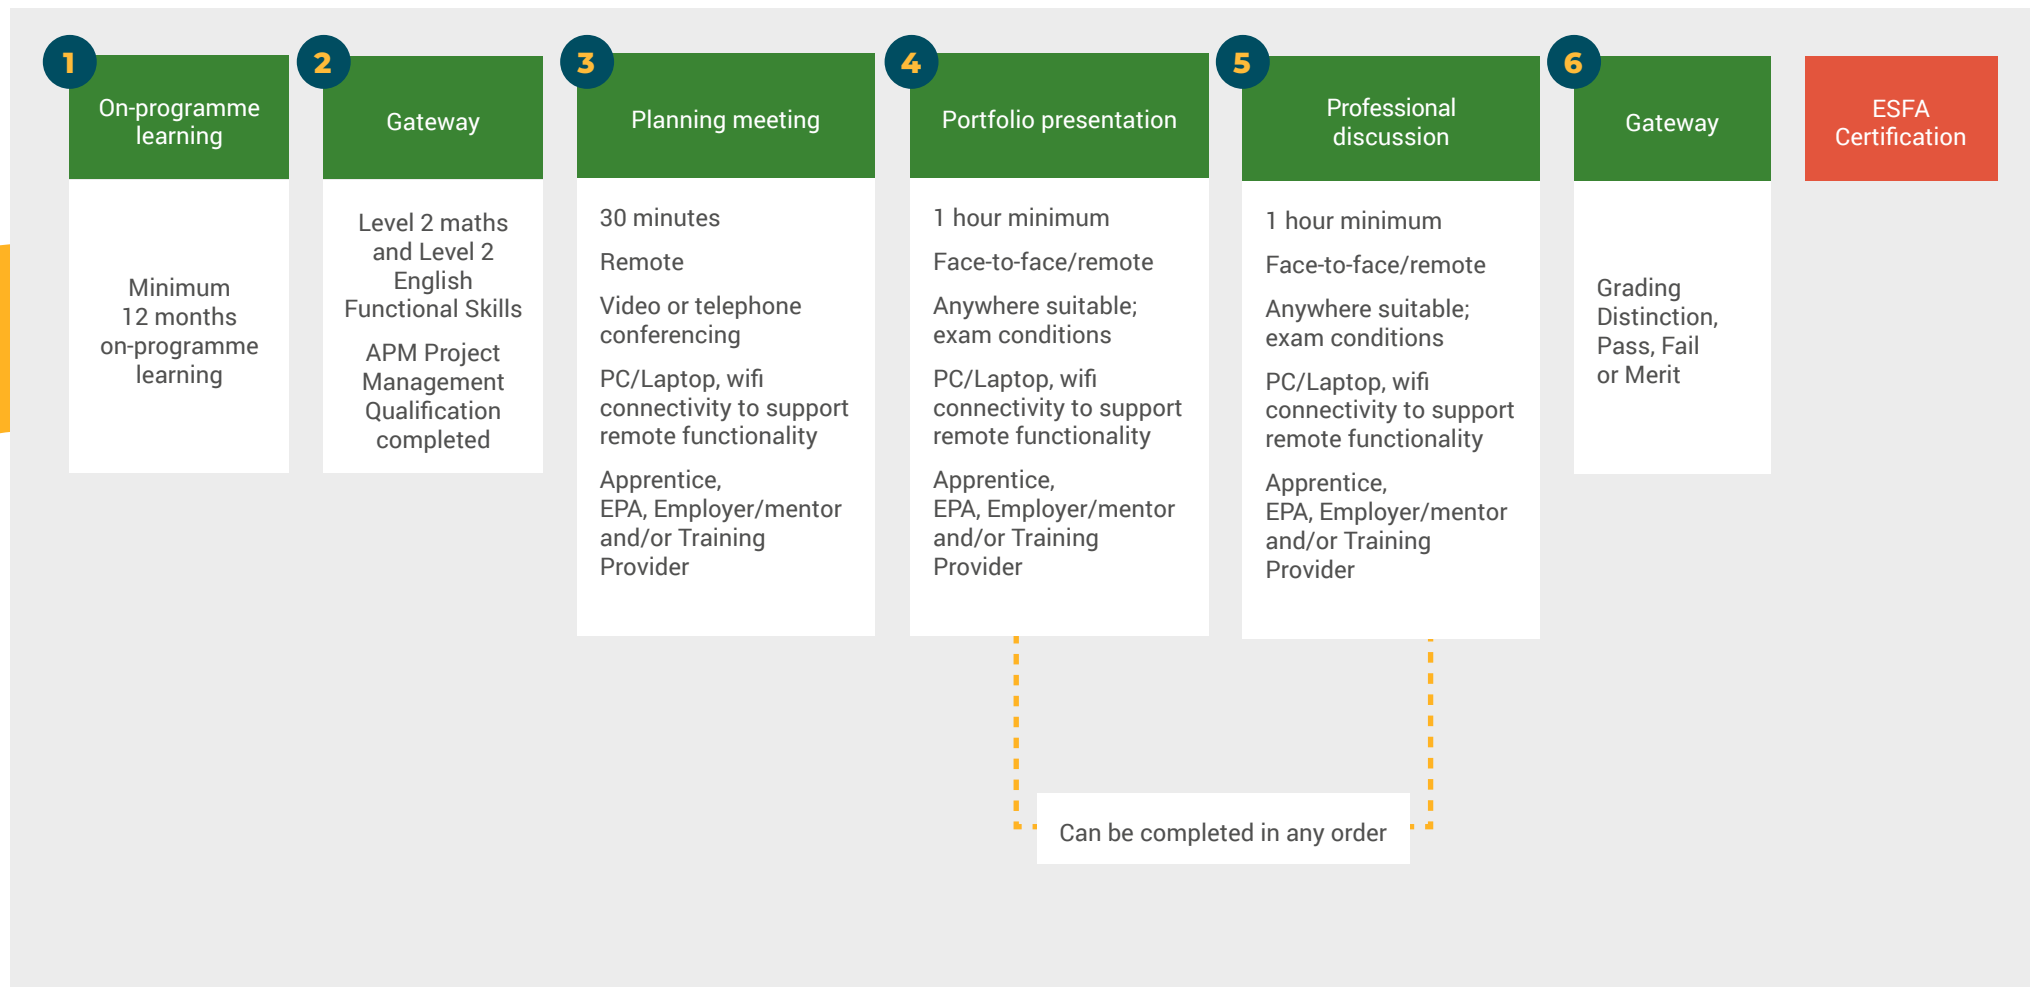 1
On-programme
learning
Minimum
12 months
on-programme
learning
2
Gateway
Level 2 maths
and Level 2
English
Functional Skills
APM Project
Management
Qualification
completed
3
Planning meeting
30 minutes
Remote
Video or telephone
conferencing
PC/Laptop, wifi
connectivity to support
remote functionality
Apprentice,
EPA, Employer/mentor
and/or Training
Provider
4
Portfolio presentation
1 hour minimum
Face-to-face/remote
Anywhere suitable;
exam conditions
PC/Laptop, wifi
connectivity to support
remote functionality
Apprentice,
EPA, Employer/mentor
and/or Training
Provider
5
Professional
discussion
1 hour minimum
Face-to-face/remote
Anywhere suitable;
exam conditions
PC/Laptop, wifi
connectivity to support
remote functionality
Apprentice,
EPA, Employer/mentor
and/or Training
Provider
6
Gateway
Grading
Distinction,
Pass, Fail
or Merit
ESFA
Certification
Can be completed in any order